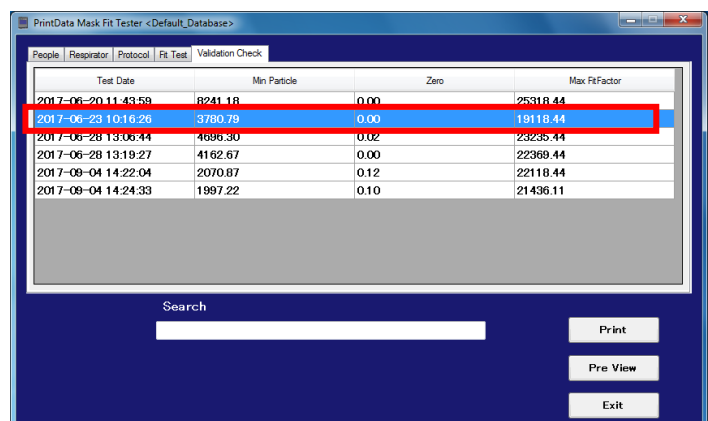 PrintData Mask Fit Tester <Default_Database>
People Respirator Protocol Fit Test Validation Check
Test Date Min Particle Zero Max FitFactor
2017-06-20 11:43:59 8241.18 0.00 25318.44
2017-06-23 10:16:26 3780.79 0.00 19118.44
2017-06-28 13:06:44 4696.30 0.02 23235.44
2017-06-28 13:19:27 4162.67 0.00 22369.44
2017-09-04 14:22:04 2070.87 0.12 22118.44
2017-09-04 14:24:33 1997.22 0.10 21436.11
Search
Print
Pre View
Exit